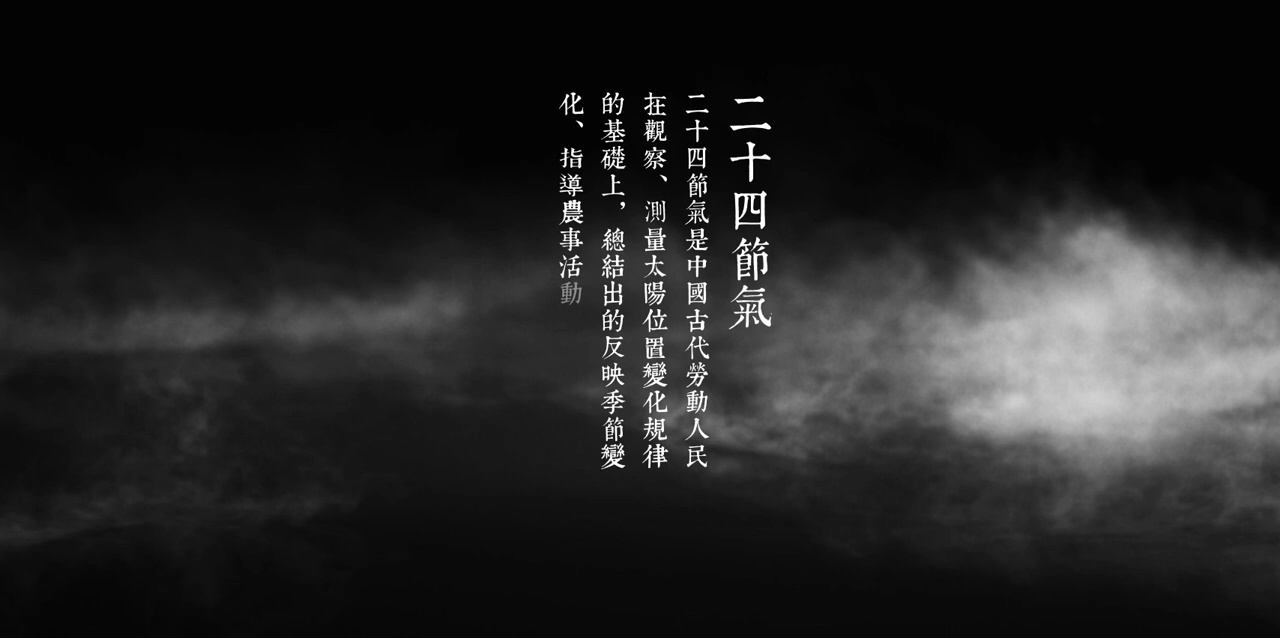 二十四節氣
二十四節氣是中國古代勞動人民
在觀察、測量太陽位置變化規律
的基礎上，總結出的反映季節變
化、指導農事活動